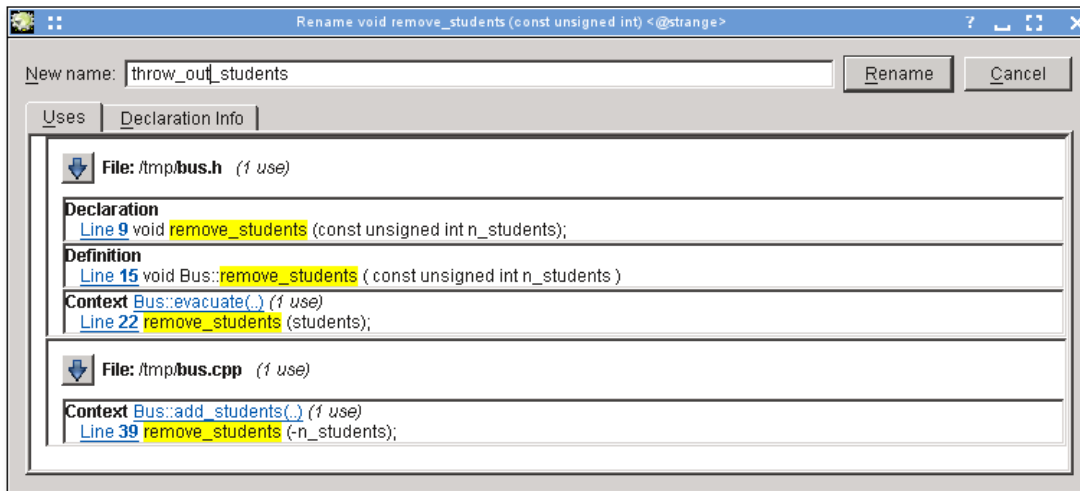 Rename void remove_students (const unsigned int) <@strange>
New name: throw_out_students Rename Cancel
Uses Declaration Info
File: /tmp/bus.h (1 use)
Declaration
Line 9 void remove_students (const unsigned int n_students);
Definition
Line 15 void Bus::remove_students ( const unsigned int n_students )
Context Bus::evacuate(..) (1 use)
Line 22 remove_students (students);
File: /tmp/bus.cpp (1 use)
Context Bus::add_students(..) (1 use)
Line 39 remove_students (-n_students);